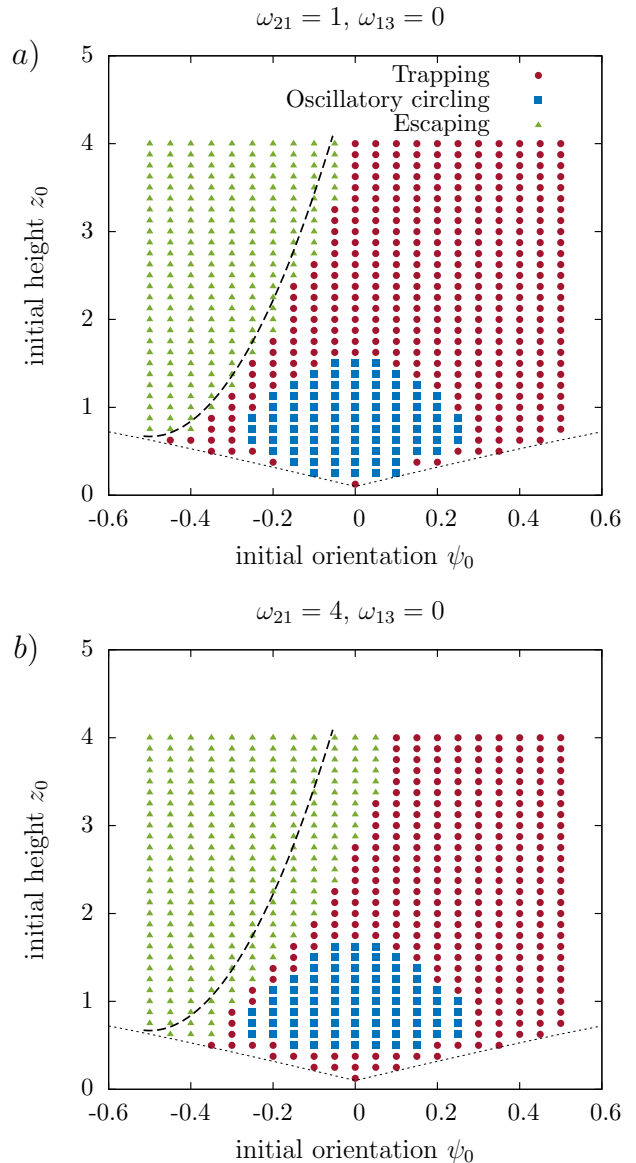 ω21 = 1, ω13 = 0
a)
Trapping
Oscillatory circling
Escaping
5
4
3
2
1
0
initial height z0
-0.6 -0.4 -0.2 0 0.2 0.4 0.6
initial orientation ψ0
ω21 = 4, ω13 = 0
b)
5
4
3
2
1
0
initial height z0
-0.6 -0.4 -0.2 0 0.2 0.4 0.6
initial orientation ψ0